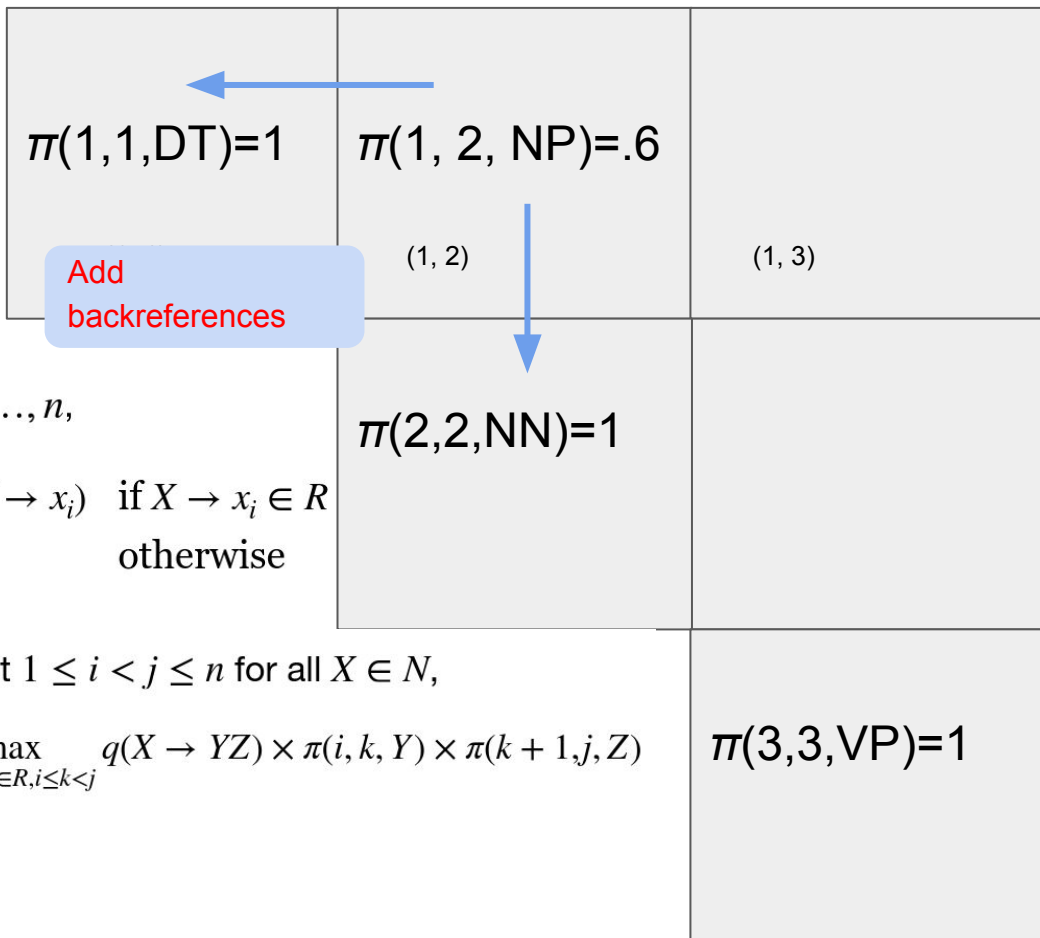 π(1,1,DT)=1
π(1, 2, NP)=.6
(1, 2)
(1, 3)
Add
backreferences
..., n,
π(2,2,NN)=1
→ xᵢ) if X → xᵢ ∈ R
otherwise
t 1 ≤ i < j ≤ n for all X ∈ N,
ax q(X → YZ) × π(i, k, Y) × π(k + 1,j, Z)
∈R,i≤k<j
π(3,3,VP)=1